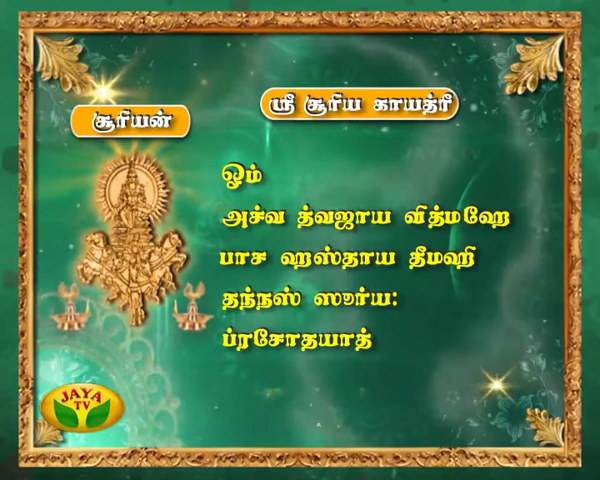 ஸ்ரீ சூரிய காயத்ரீ
சூரியன்
ஓம்
அச்வ த்வஜாய வித்மஹே
பாச ஹஸ்தாய தீமஹி
தந்நஸ் ஸூர்ய:
ப்ரசோதயாத்
JAYA
TV